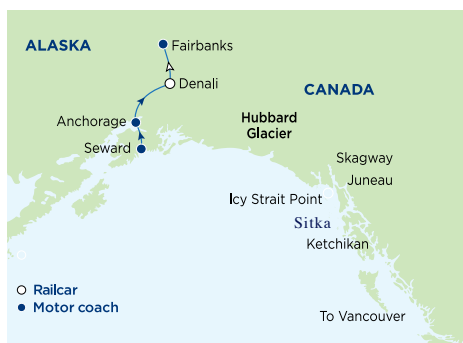 ALASKA
Fairbanks
Denali
CANADA
Anchorage
Hubbard
Glacier
Seward
Skagway
Juneau
Icy Strait Point
Sitka
Ketchikan
Railcar
Motor coach
To Vancouver